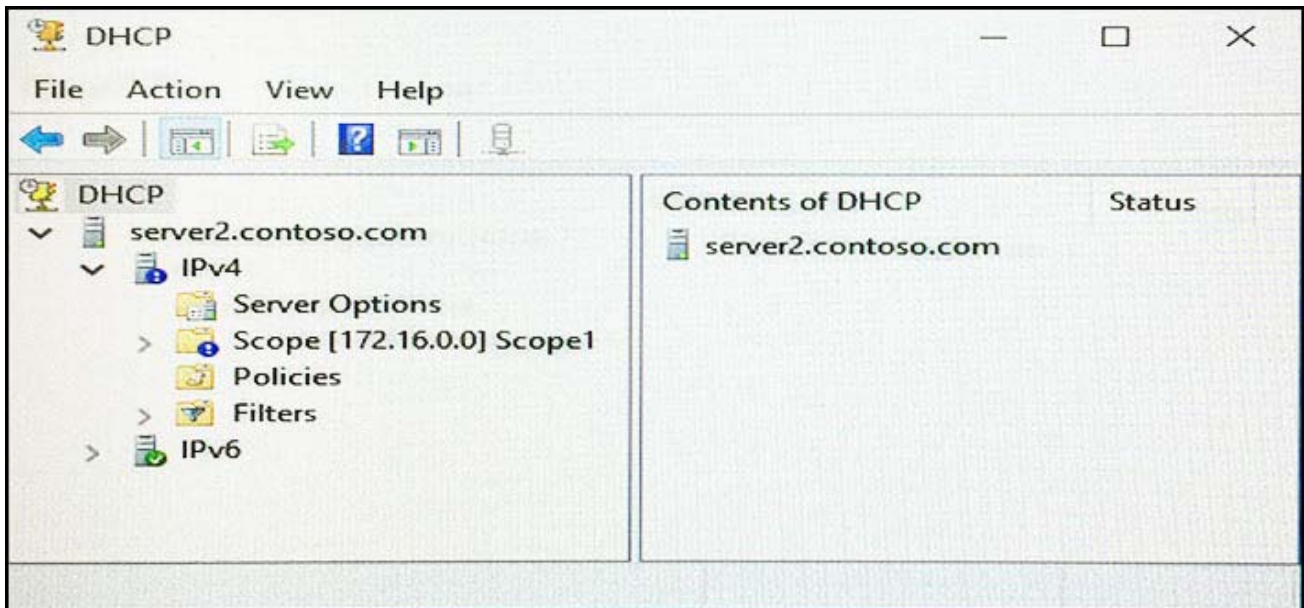 DHCP
File Action View Help
DHCP
server2.contoso.com
IPv4
Server Options
Scope [172.16.0.0] Scope1
Policies
Filters
IPv6
Contents of DHCP Status
server2.contoso.com